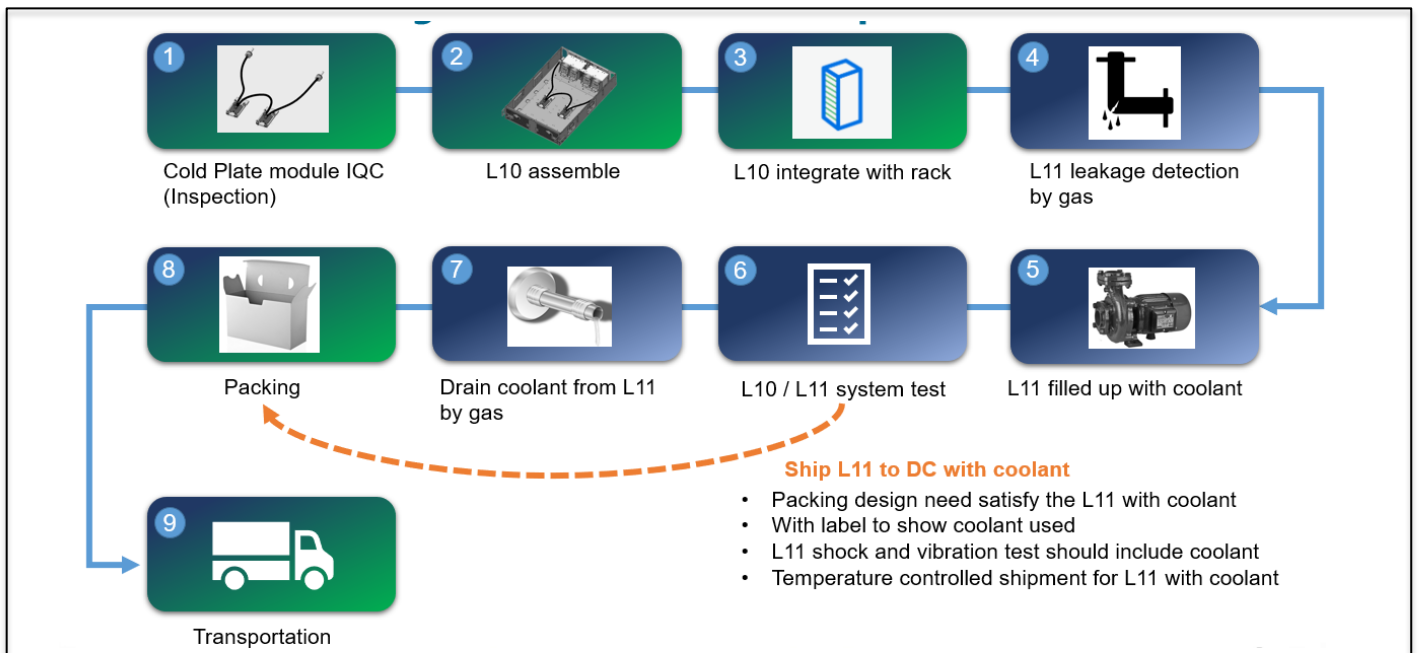 1
2
3
4
Cold Plate module IQC
(Inspection)
L10 assemble
L10 integrate with rack
L11 leakage detection
by gas
8
7
6
5
Packing
Drain coolant from L11
by gas
L10 / L11 system test
L11 filled up with coolant
Ship L11 to DC with coolant
• Packing design need satisfy the L11 with coolant
• With label to show coolant used
• L11 shock and vibration test should include coolant
• Temperature controlled shipment for L11 with coolant
9
Transportation